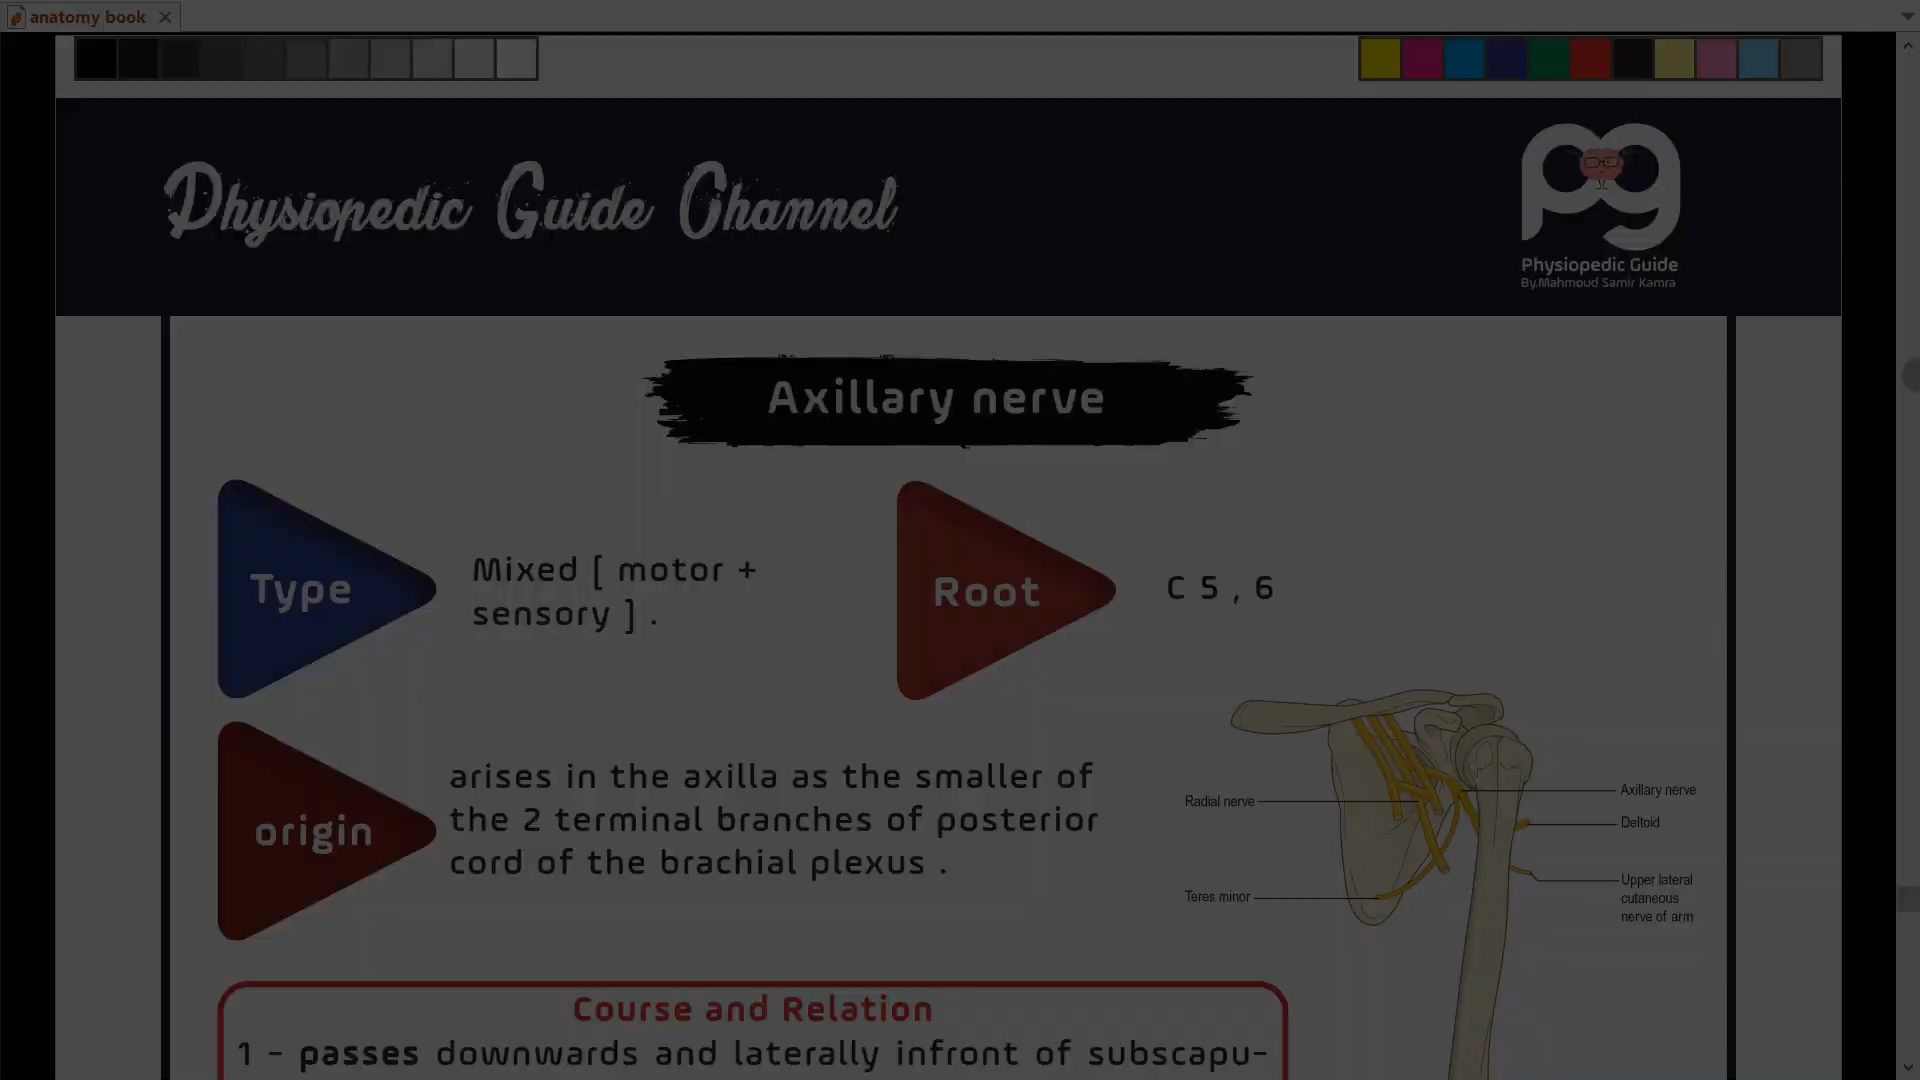 anatomy book
Physiopedic Guide Channel
Physiopedic Guide
By.Mahmoud Samir Kamra
Axillary nerve
Type
Mixed [ motor +
sensory ] .
Root
C 5 , 6
origin
arises in the axilla as the smaller of
the 2 terminal branches of posterior
cord of the brachial plexus .
Radial nerve
Teres minor
Axillary nerve
Deltoid
Upper lateral
cutaneous
nerve of arm
Course and Relation
1 - passes downwards and laterally infront of subscapu-